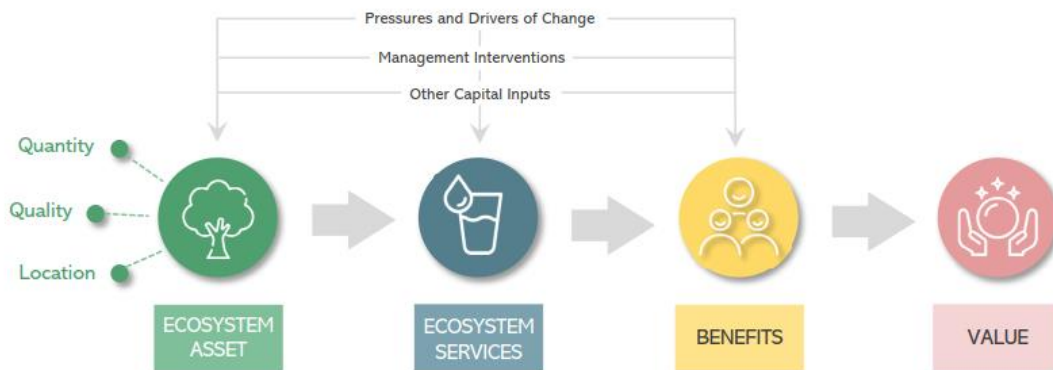 Pressures and Drivers of Change
Management Interventions
Other Capital Inputs
Quantity
Quality
Location
ECOSYSTEM
ASSET
ECOSYSTEM
SERVICES
BENEFITS
VALUE